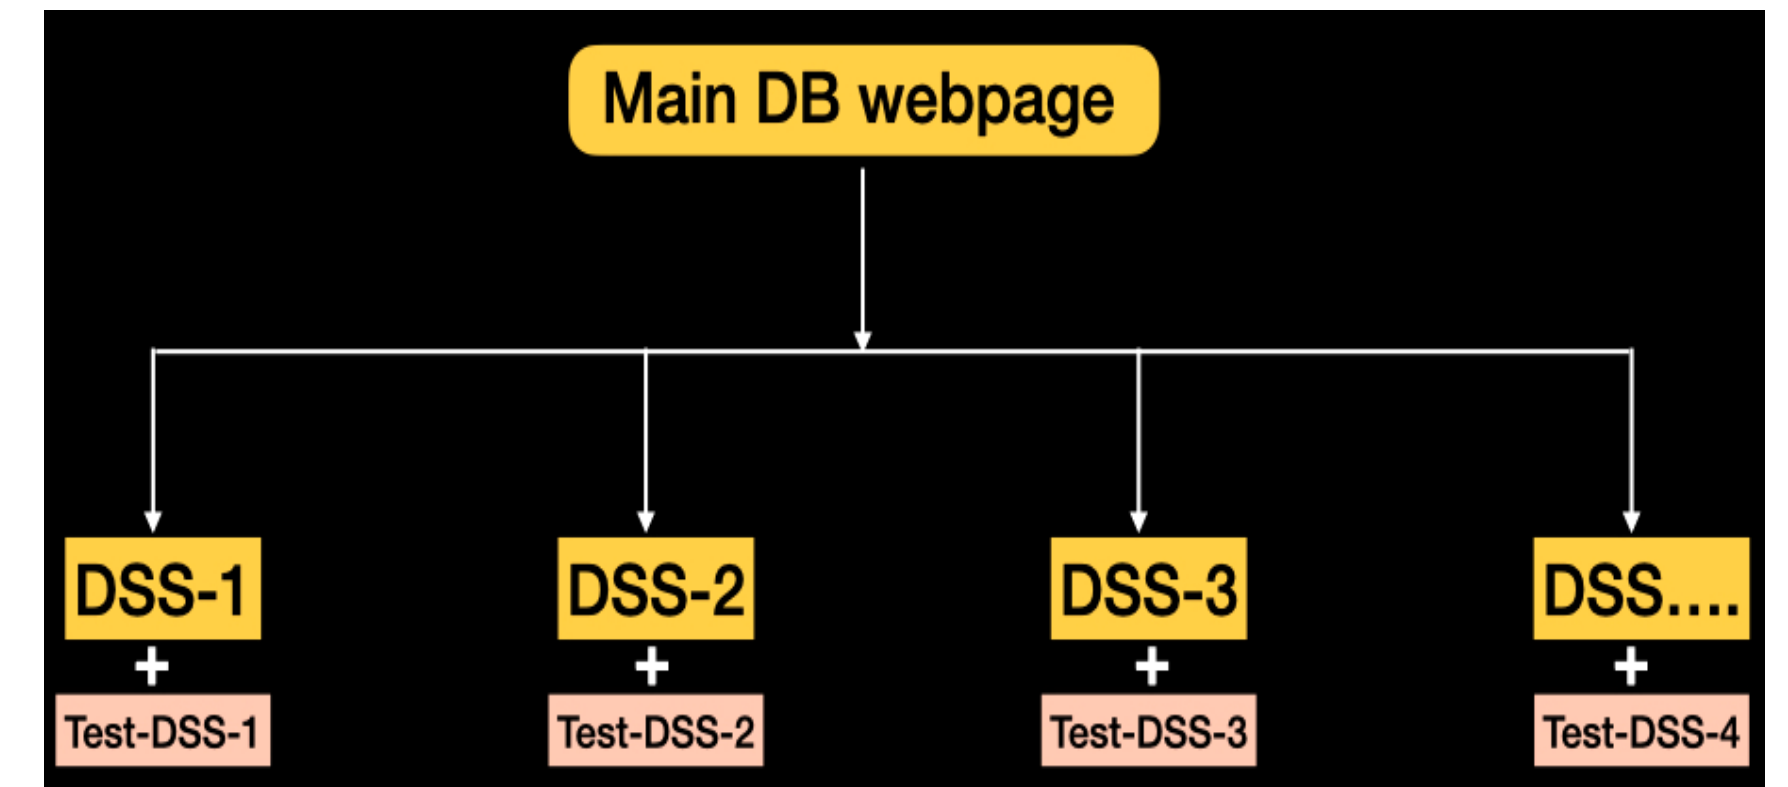 Main DB webpage
DSS-1
DSS-2
DSS-3
DSS....
+
+
+
+
Test-DSS-1
Test-DSS-2
Test-DSS-3
Test-DSS-4